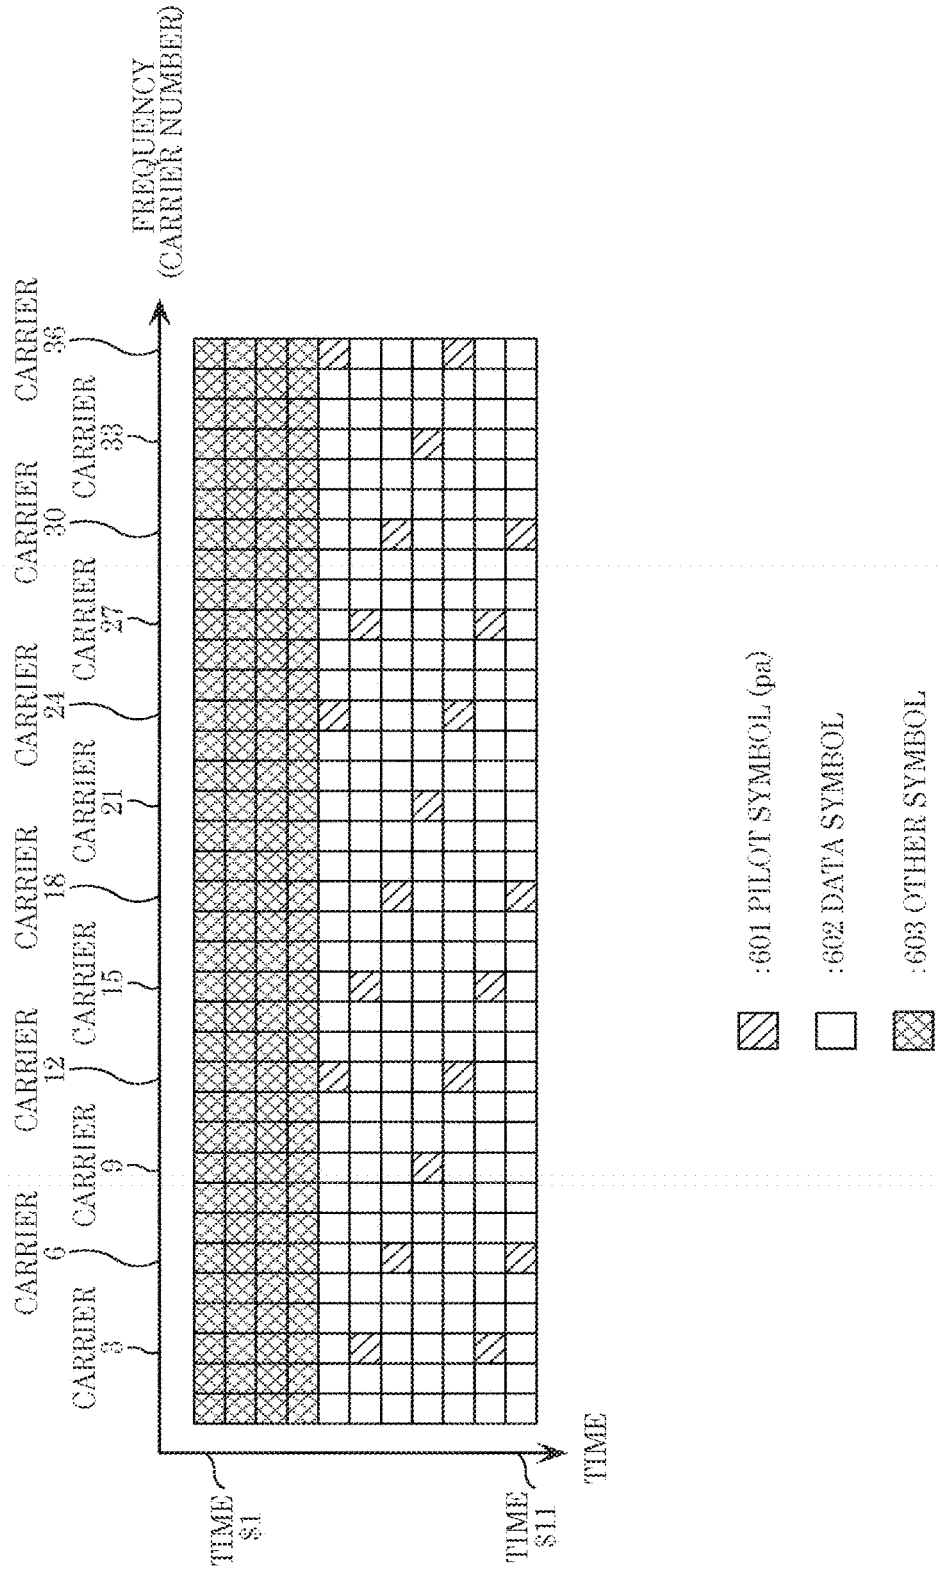 FREQUENCY
(CARRIER NUMBER)
CARRIER
3
CARRIER
6
CARRIER
9
CARRIER
12
CARRIER
15
CARRIER
18
CARRIER
21
CARRIER
24
CARRIER
27
CARRIER
30
CARRIER
33
CARRIER
36
TIME
$1
TIME
$11
TIME
:601 PILOT SYMBOL (pa)
:602 DATA SYMBOL
:603 OTHER SYMBOL